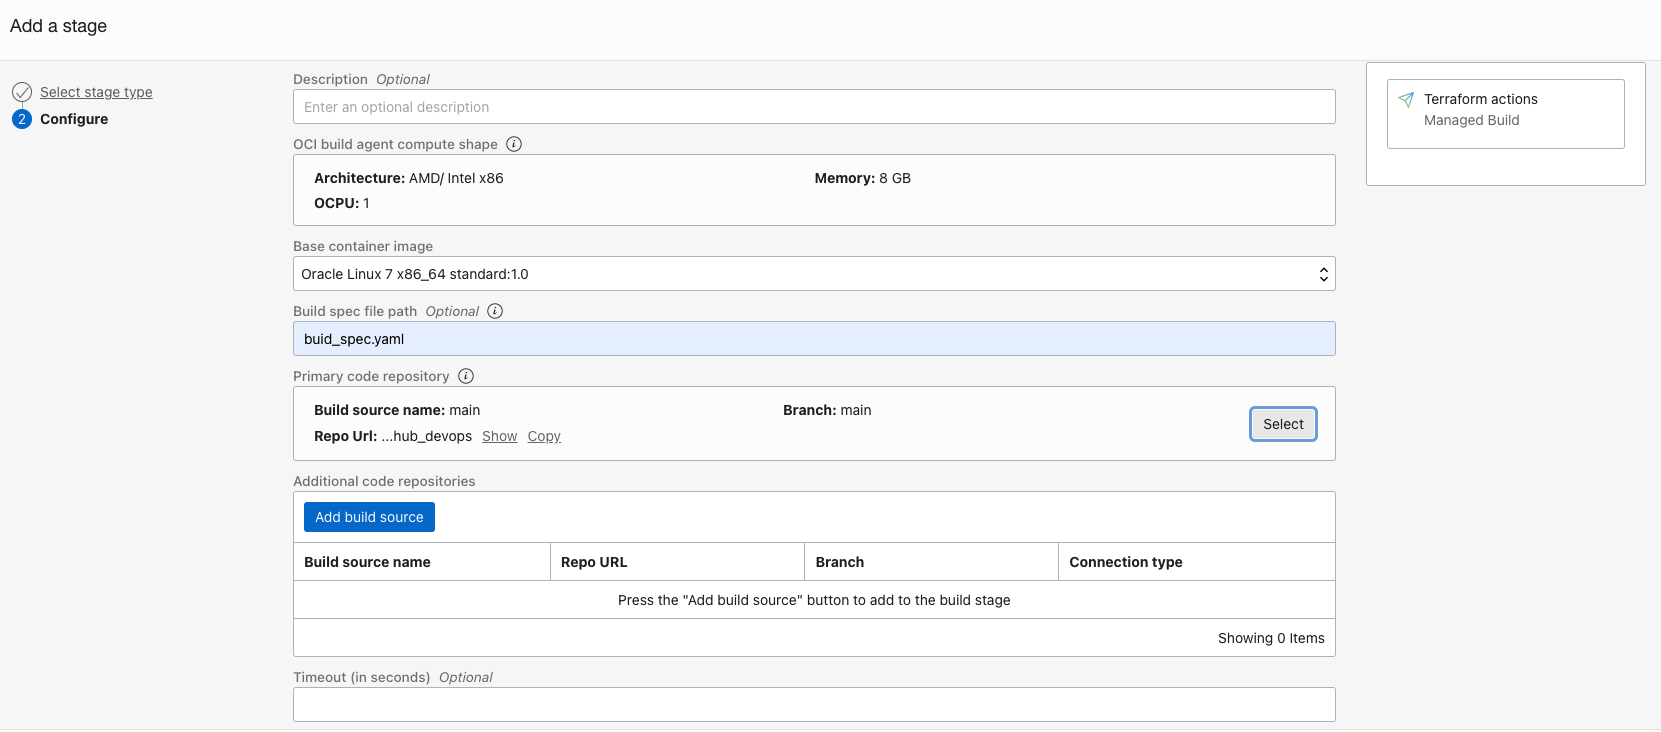 Add a stage
Select stage type
2 Configure
Description Optional
Enter an optional description
OCI build agent compute shape i
Architecture: AMD/ Intel x86 Memory: 8 GB
OCPU: 1
Base container image
Oracle Linux 7 x86_64 standard:1.0
Build spec file path Optional i
buid_spec.yaml
Primary code repository i
Build source name: main Branch: main
Repo Url: ...hub_devops Show Copy
Select
Additional code repositories
Add build source
Build source name Repo URL Branch Connection type
Press the "Add build source" button to add to the build stage
Showing 0 Items
Timeout (in seconds) Optional
Terraform actions
Managed Build